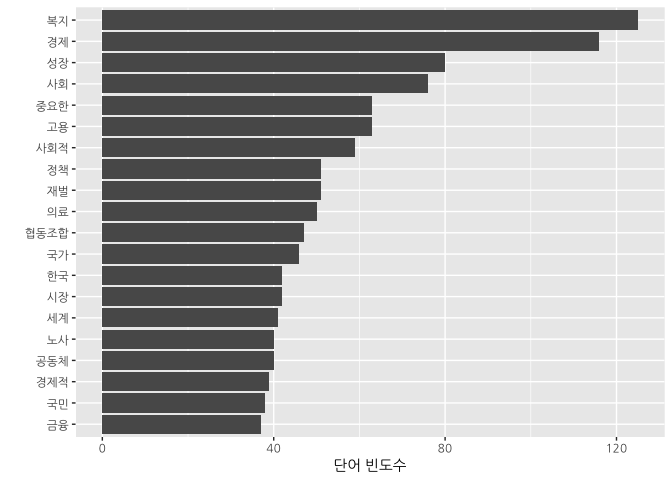 복지
경제
성장
사회
중요한
고용
사회적
정책
재벌
의료
협동조합
국가
한국
시장
세계
노사
공동체
경제적
국민
금융
0 40 80 120
단어 빈도수